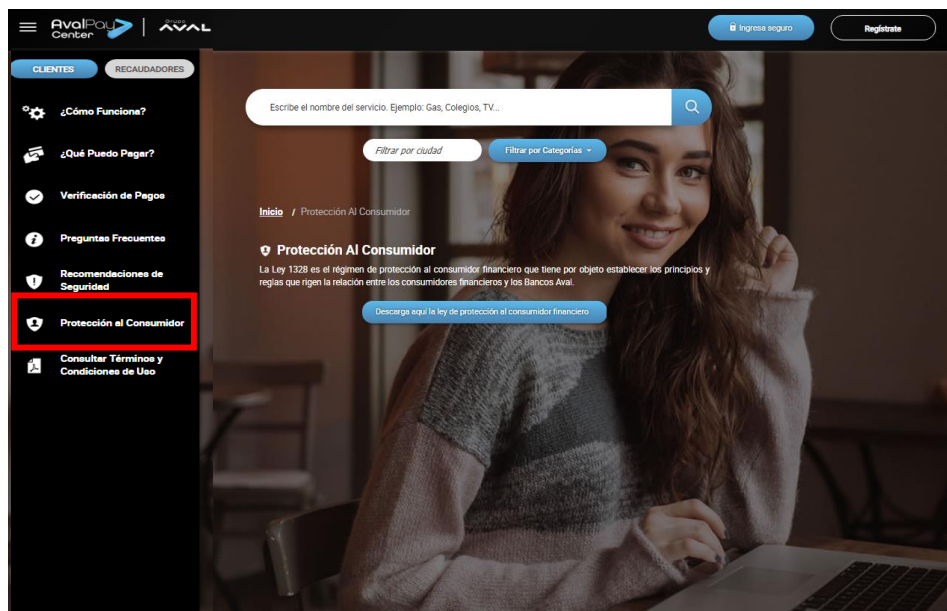 AvalPay
Center
Grupo
AVAL
Ingresa seguro
Regístrate
CLIENTES
RECAUDADORES
¿Cómo Funciona?
¿Qué Puedo Pagar?
Verificación de Pagos
Preguntas Frecuentes
Recomendaciones de
Seguridad
Protección al Consumidor
Consultar Términos y
Condiciones de Uso
Escribe el nombre del servicio. Ejemplo: Gas, Colegios, TV...
Filtrar por ciudad
Filtrar por Categorías
Inicio / Protección Al Consumidor
Protección Al Consumidor
La Ley 1328 es el régimen de protección al consumidor financiero que tiene por objeto establecer los principios y
reglas que rigen la relación entre los consumidores financieros y los Bancos Aval.
Descarga aquí la ley de protección al consumidor financiero